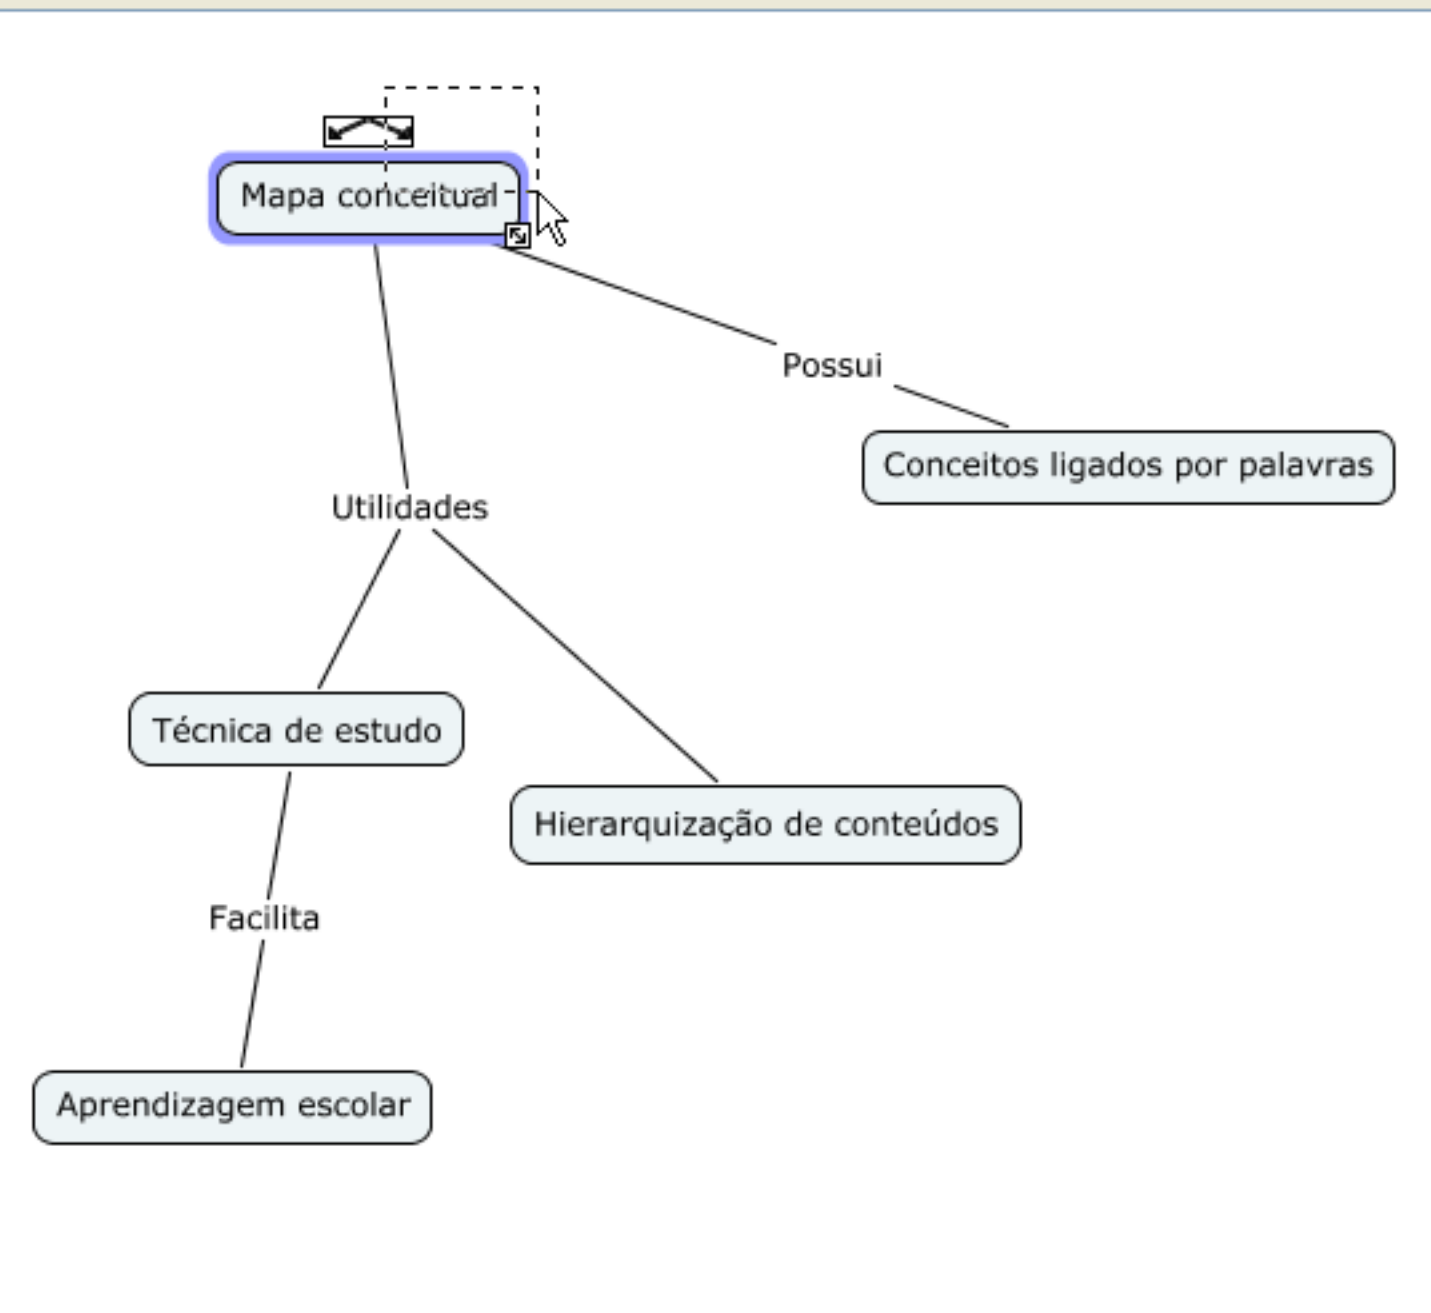 Mapa conceitual
Possui
Conceitos ligados por palavras
Utilidades
Técnica de estudo
Hierarquização de conteúdos
Facilita
Aprendizagem escolar